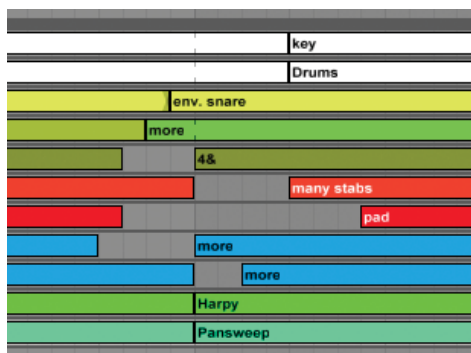 key
Drums
env. snare
more
4&
many stabs
pad
more
more
Harpy
Pansweep